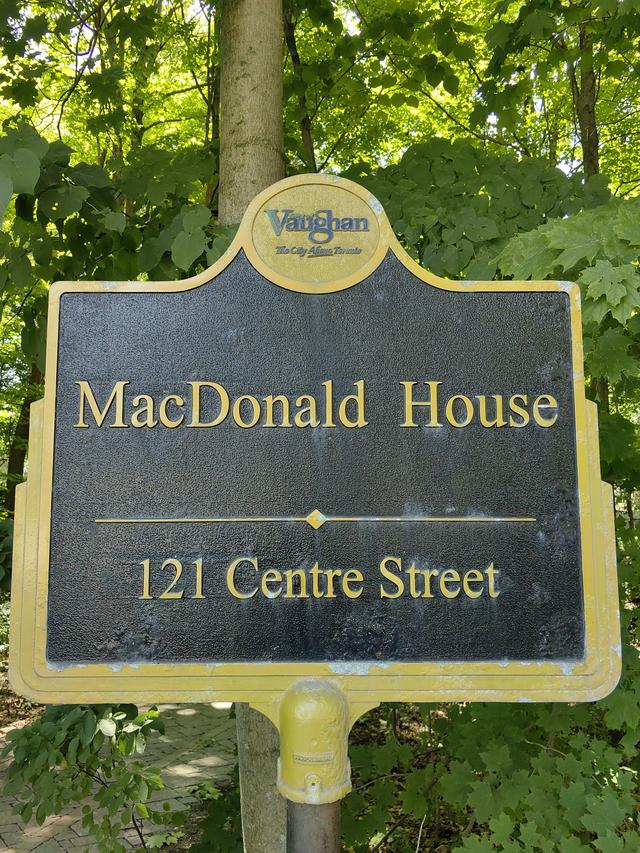 Vaughan
The City Above Toronto
MacDonald House
121 Centre Street